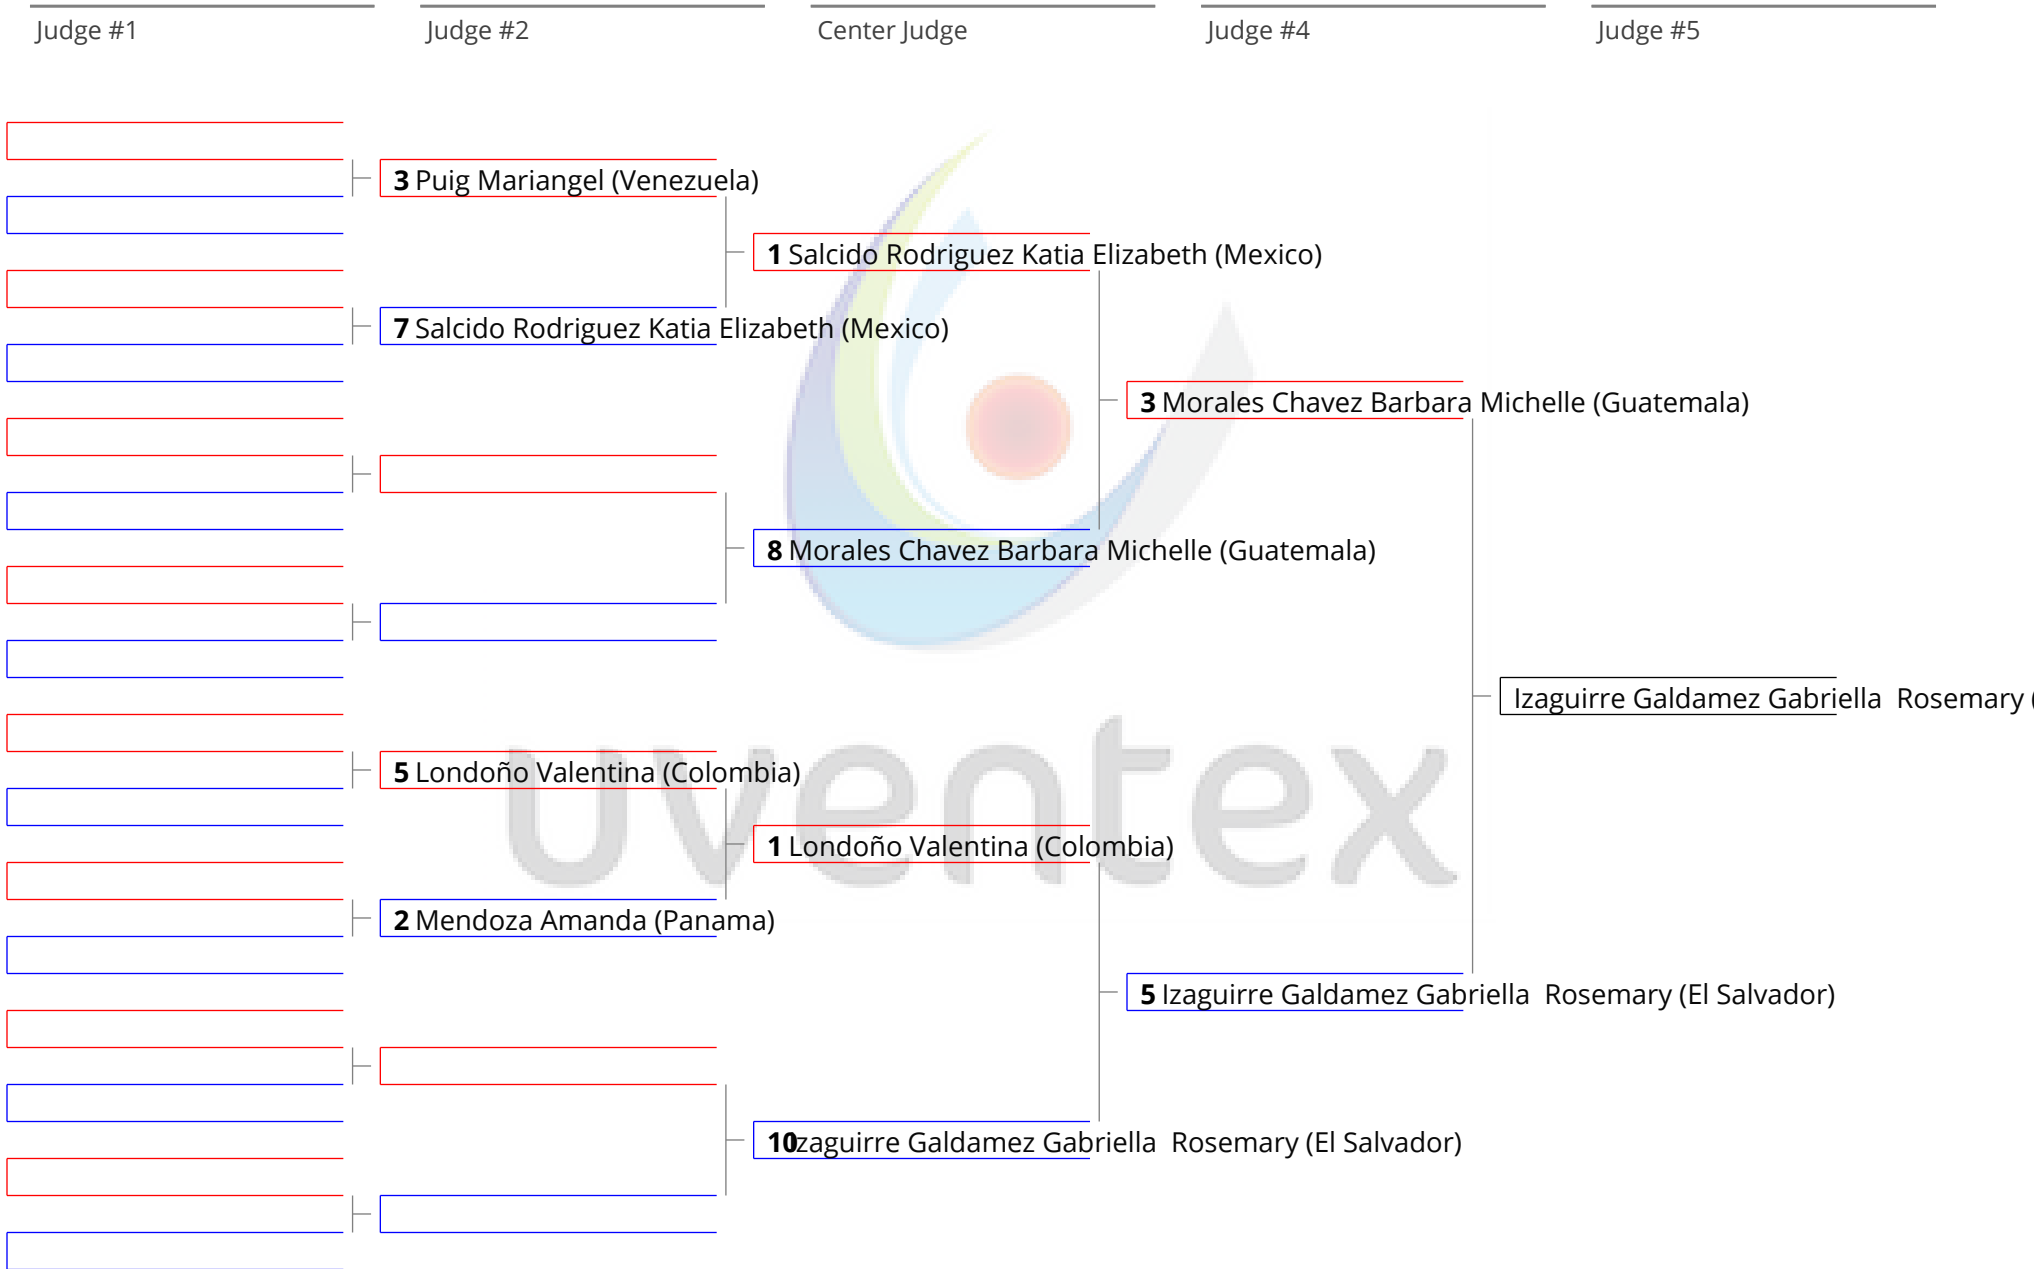 Judge #1 Judge #2 Center Judge Judge #4 Judge #5
3 Puig Mariangel (Venezuela)
1 Salcido Rodriguez Katia Elizabeth (Mexico)
7 Salcido Rodriguez Katia Elizabeth (Mexico)
3 Morales Chavez Barbara Michelle (Guatemala)
8 Morales Chavez Barbara Michelle (Guatemala)
Izaguirre Galdamez Gabriella Rosemary (
5 Londoño Valentina (Colombia)
uventex
1 Londoño Valentina (Colombia)
2 Mendoza Amanda (Panama)
5 Izaguirre Galdamez Gabriella Rosemary (El Salvador)
10 Izaguirre Galdamez Gabriella Rosemary (El Salvador)